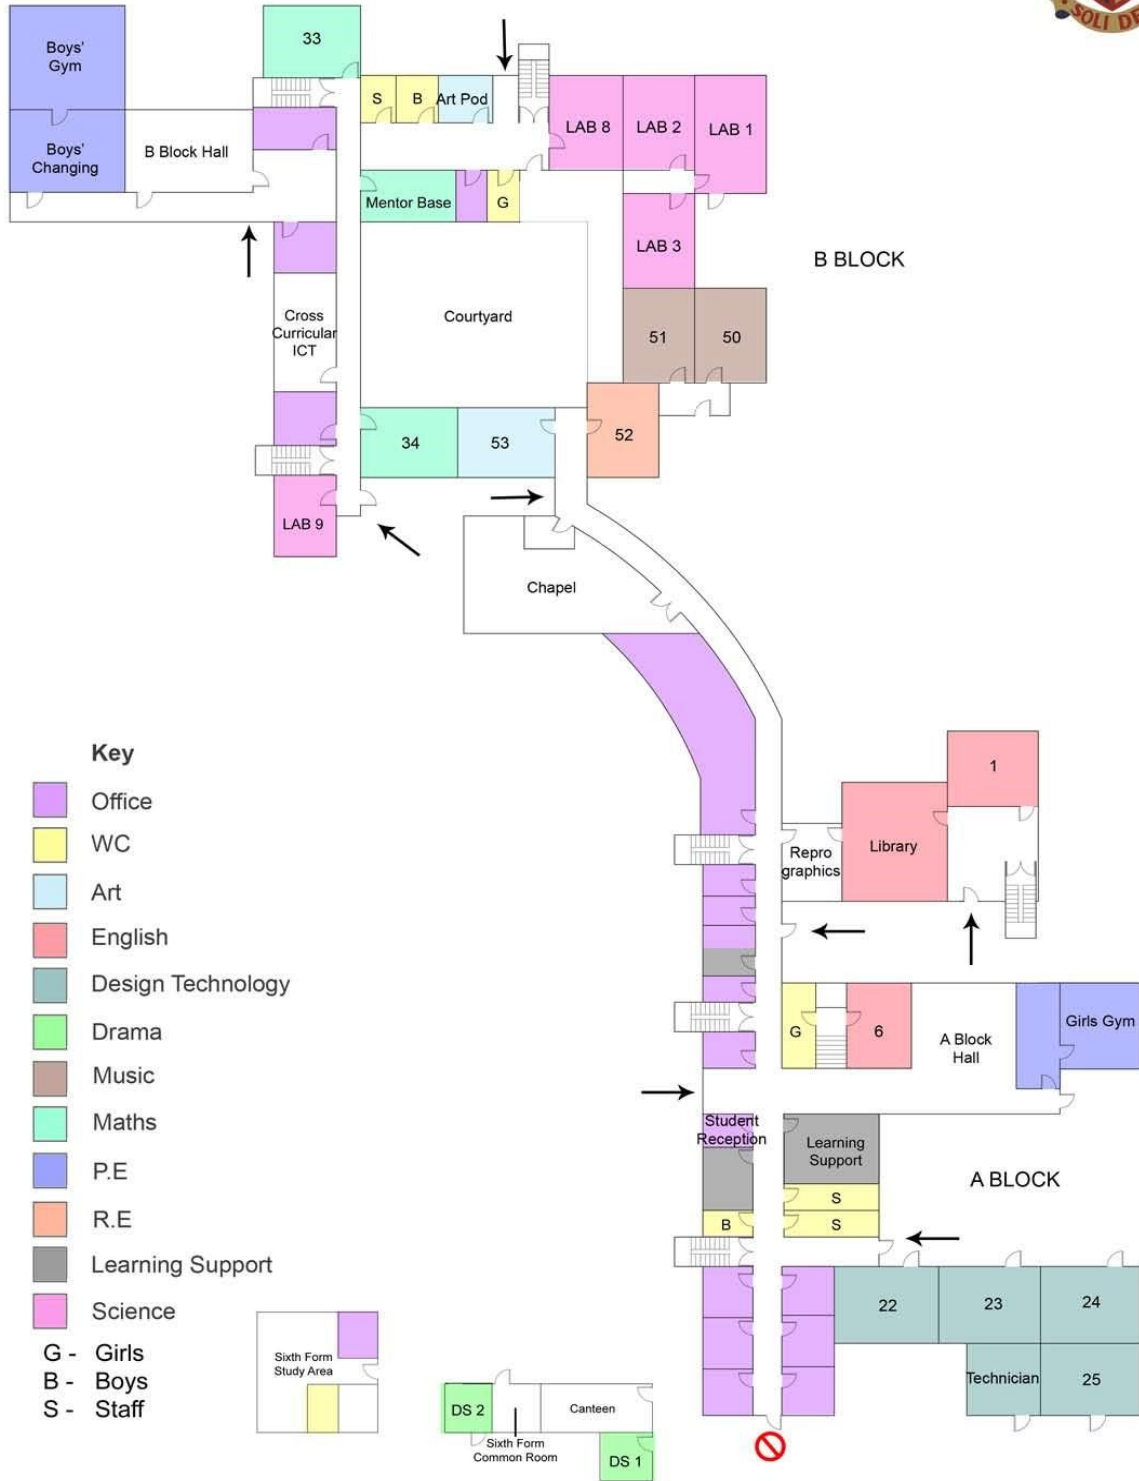 SOLI DE
Boys'
Gym
33
S
B
Art Pod
LAB 8
LAB 2
LAB 1
Boys'
Changing
B Block Hall
Mentor Base
G
LAB 3
B BLOCK
Cross
Curricular
ICT
Courtyard
51
50
34
53
52
LAB 9
Chapel
Key
Office
WC
Art
English
Design Technology
Drama
Music
Maths
P.E
R.E
Learning Support
Science
G - Girls
B - Boys
S - Staff
1
Repro
graphics
Library
G
6
A Block
Hall
Girls Gym
Student
Reception
Learning
Support
S
B
S
A BLOCK
22
23
24
Technician
25
Sixth Form
Study Area
DS 2
Canteen
Sixth Form
Common Room
DS 1